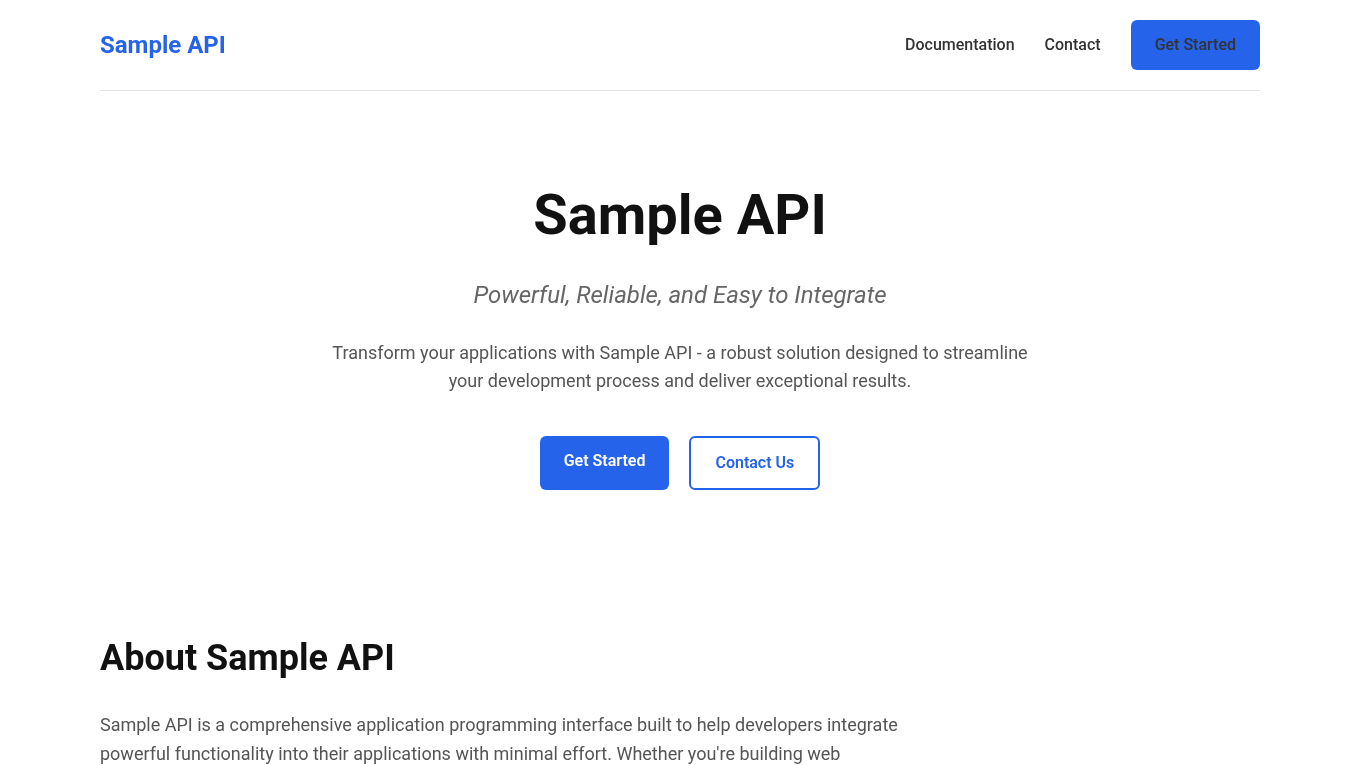 Sample API
Documentation
Contact
Get Started
Sample API
Powerful, Reliable, and Easy to Integrate
Transform your applications with Sample API - a robust solution designed to streamline
your development process and deliver exceptional results.
Get Started
Contact Us
About Sample API
Sample API is a comprehensive application programming interface built to help developers integrate
powerful functionality into their applications with minimal effort. Whether you're building web